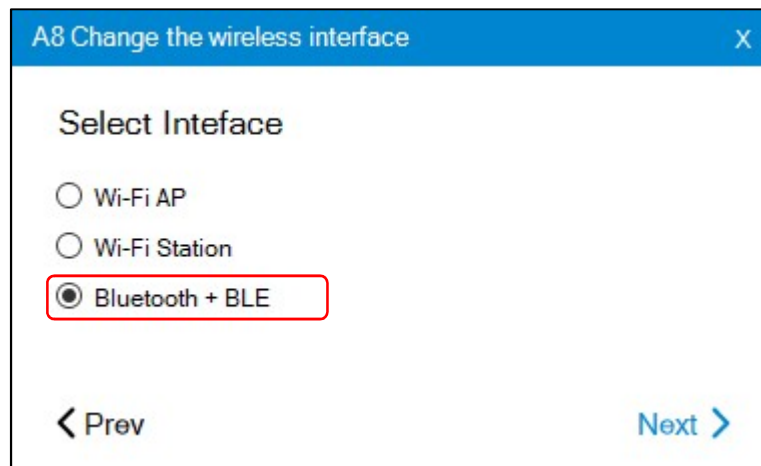 A8 Change the wireless interface X
Select Inteface
Wi-Fi AP
Wi-Fi Station
Bluetooth + BLE
Prev Next